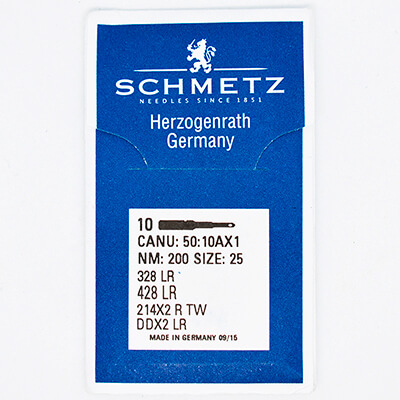 SCHMETZ
NEEDLES SINCE 1851
Herzogenrath
Germany
10
CANU: 50:10AX1
NM: 200 SIZE: 25
328 LR
428 LR
214X2 R TW
DDX2 LR
MADE IN GERMANY 09/15